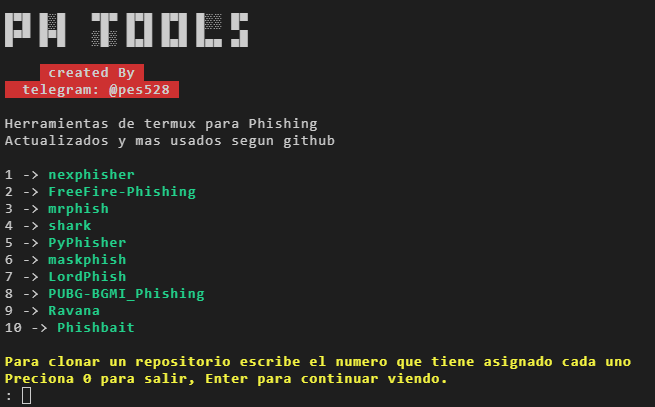 PH TOOLS
created By
telegram: @pes528
Herramientas de termux para Phishing
Actualizados y mas usados segun github
1 -> nexphisher
2 -> FreeFire-Phishing
3 -> mrphish
4 -> shark
5 -> PyPhisher
6 -> maskphish
7 -> LordPhish
8 -> PUBG-BGMI_Phishing
9 -> Ravana
10 -> Phishbait
Para clonar un repositorio escribe el numero que tiene asignado cada uno
Preciona 0 para salir, Enter para continuar viendo.
: